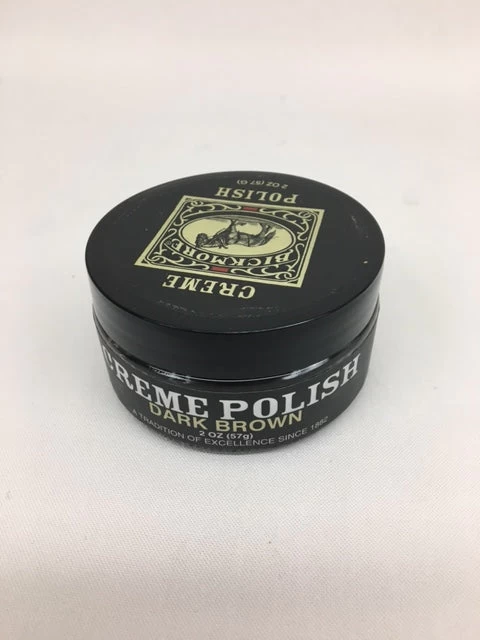 CREME
BICKMORE
POLISH
2 OZ (57 G)
CREME POLISH
DARK BROWN
2 OZ (57g)
A TRADITION OF EXCELLENCE SINCE 1882